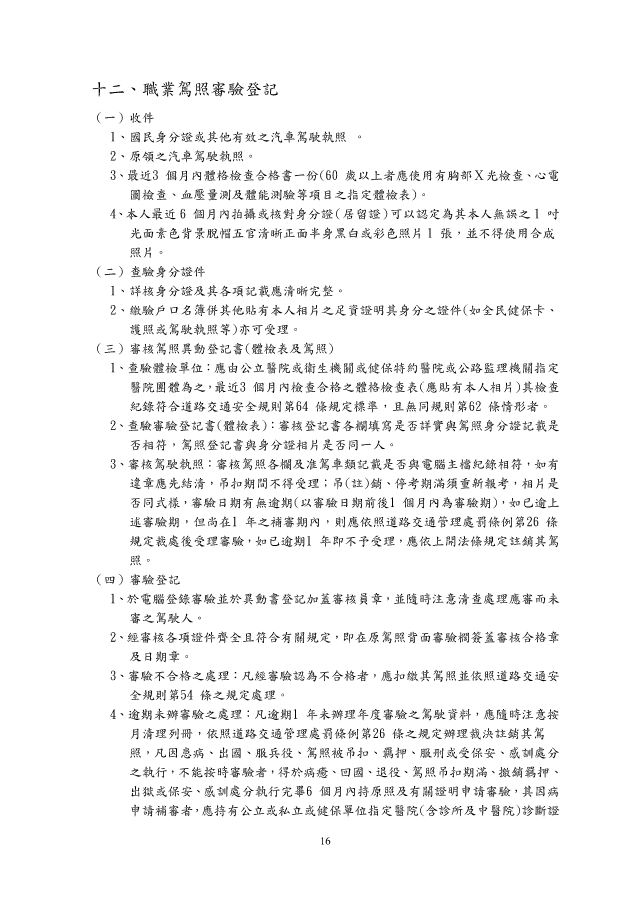 十二、職業駕照審驗登記
（一）收件
1、國民身分證或其他有效之汽車駕駛執照 。
2、原領之汽車駕駛執照。
3、最近3 個月內體格檢查合格書一份(60 歲以上者應使用有胸部Ｘ光檢查、心電
圖檢查、血壓量測及體能測驗等項目之指定體檢表)。
4、本人最近 6 個月內拍攝或核對身分證(居留證)可以認定為其本人無誤之 1 吋
光面素色背景脫帽五官清晰正面半身黑白或彩色照片 1 張，並不得使用合成
照片。
（二）查驗身分證件
1、詳核身分證及其各項記載應清晰完整。
2、繳驗戶口名簿併其他貼有本人相片之足資證明其身分之證件(如全民健保卡、
護照或駕駛執照等)亦可受理。
（三）審核駕照異動登記書(體檢表及駕照)
1、查驗體檢單位：應由公立醫院或衛生機關或健保特約醫院或公路監理機關指定
醫院團體為之，最近3 個月內檢查合格之體格檢查表(應貼有本人相片)其檢查
紀錄符合道路交通安全規則第64 條規定標準，且無同規則第62 條情形者。
2、查驗審驗登記書(體檢表)：審核登記書各欄填寫是否詳實與駕照身分證記載是
否相符，駕照登記書與身分證相片是否同一人。
3、審核駕駛執照：審核駕照各欄及准駕車類記載是否與電腦主檔紀錄相符，如有
違章應先結清，吊扣期間不得受理；吊(註)銷、停考期滿須重新報考，相片是
否同式樣，審驗日期有無逾期(以審驗日期前後1 個月內為審驗期)，如已逾上
述審驗期，但尚在1 年之補審期內，則應依照道路交通管理處罰條例第26 條
規定裁處後受理審驗，如已逾期1 年即不予受理，應依上開法條規定註銷其駕
照。
（四）審驗登記
1、於電腦登錄審驗並於異動書登記加蓋審核員章，並隨時注意清查處理應審而未
審之駕駛人。
2、經審核各項證件齊全且符合有關規定，即在原駕照背面審驗欄簽蓋審核合格章
及日期章。
3、審驗不合格之處理：凡經審驗認為不合格者，應扣繳其駕照並依照道路交通安
全規則第54 條之規定處理。
4、逾期未辦審驗之處理：凡逾期1 年未辦理年度審驗之駕駛資料，應隨時注意按
月清理列冊，依照道路交通管理處罰條例第26 條之規定辦理裁決註銷其駕
照，凡因患病、出國、服兵役、駕照被吊扣、羈押、服刑或受保安、感訓處分
之執行，不能按時審驗者，得於病癒、回國、退役、駕照吊扣期滿、撤銷羈押、
出獄或保安、感訓處分執行完畢6 個月內持原照及有關證明申請審驗，其因病
申請補審者，應持有公立或私立或健保單位指定醫院(含診所及中醫院)診斷證
16